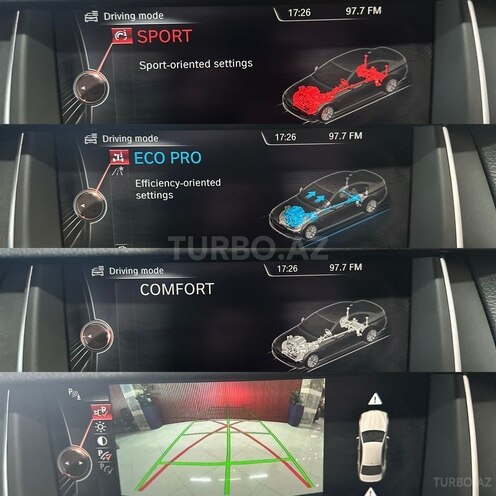 Driving mode 17:26 97.7 FM
SPORT
Sport-oriented settings
Driving mode 17:26 97.7 FM
ECO PRO
Efficiency-oriented
settings
TURBO.AZ
Driving mode 17:26 97.7 FM
COMFORT
P
P
P
TURBO.AZ